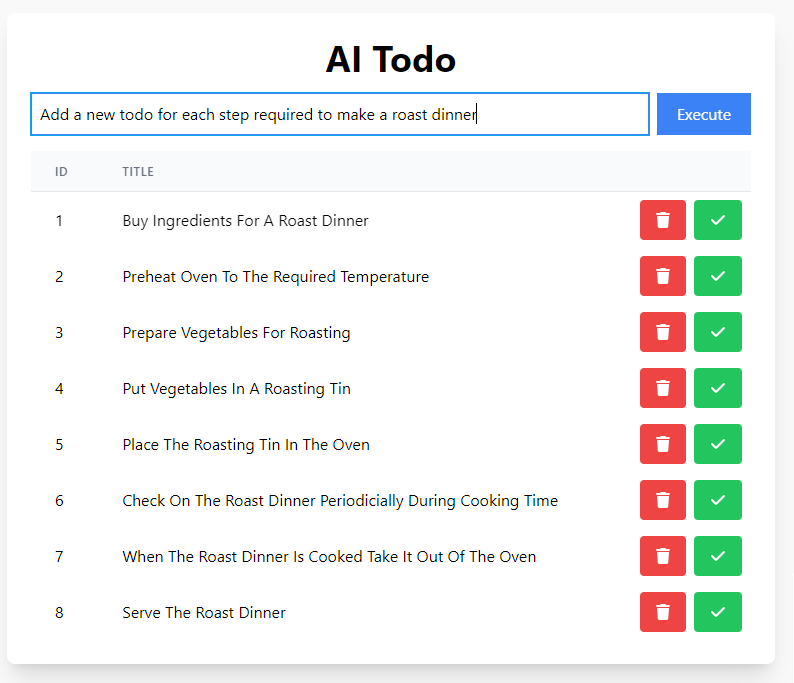 AI Todo
Add a new todo for each step required to make a roast dinner
Execute
ID TITLE
1 Buy Ingredients For A Roast Dinner
2 Preheat Oven To The Required Temperature
3 Prepare Vegetables For Roasting
4 Put Vegetables In A Roasting Tin
5 Place The Roasting Tin In The Oven
6 Check On The Roast Dinner Periodicially During Cooking Time
7 When The Roast Dinner Is Cooked Take It Out Of The Oven
8 Serve The Roast Dinner